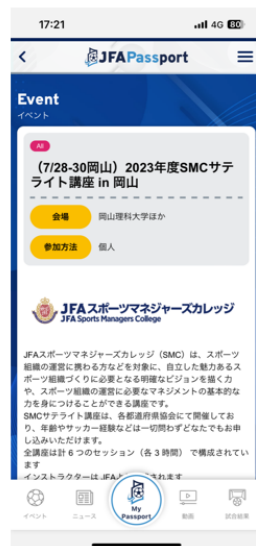 17:21
4G 80
JFAPassport
Event
イベント
All
（7/28-30岡山）2023年度SMCサテ
ライト講座 in 岡山
会場 岡山理科大学ほか
参加方法 個人
JFAスポーツマネジャーズカレッジ
JFA Sports Managers College
JFAスポーツマネジャーズカレッジ（SMC）は、スポーツ
組織の運営に携わる方などを対象に、自立した魅力あるス
ポーツ組織づくりに必要となる明確なビジョンを描く力
や、スポーツ組織の運営に必要なマネジメントの基本的な
力を身につけることができる講座です。
SMCサテライト講座は、各都道府県協会にて開催してお
り、年齢やサッカー経験などは一切問わずどなたでもお申
し込みいただけます。
全講座は計６つのセッション（各３時間） で構成されてい
ます
インストラクターは JFA
されます
イベント
ニュース
My
Passport
動画
試合結果